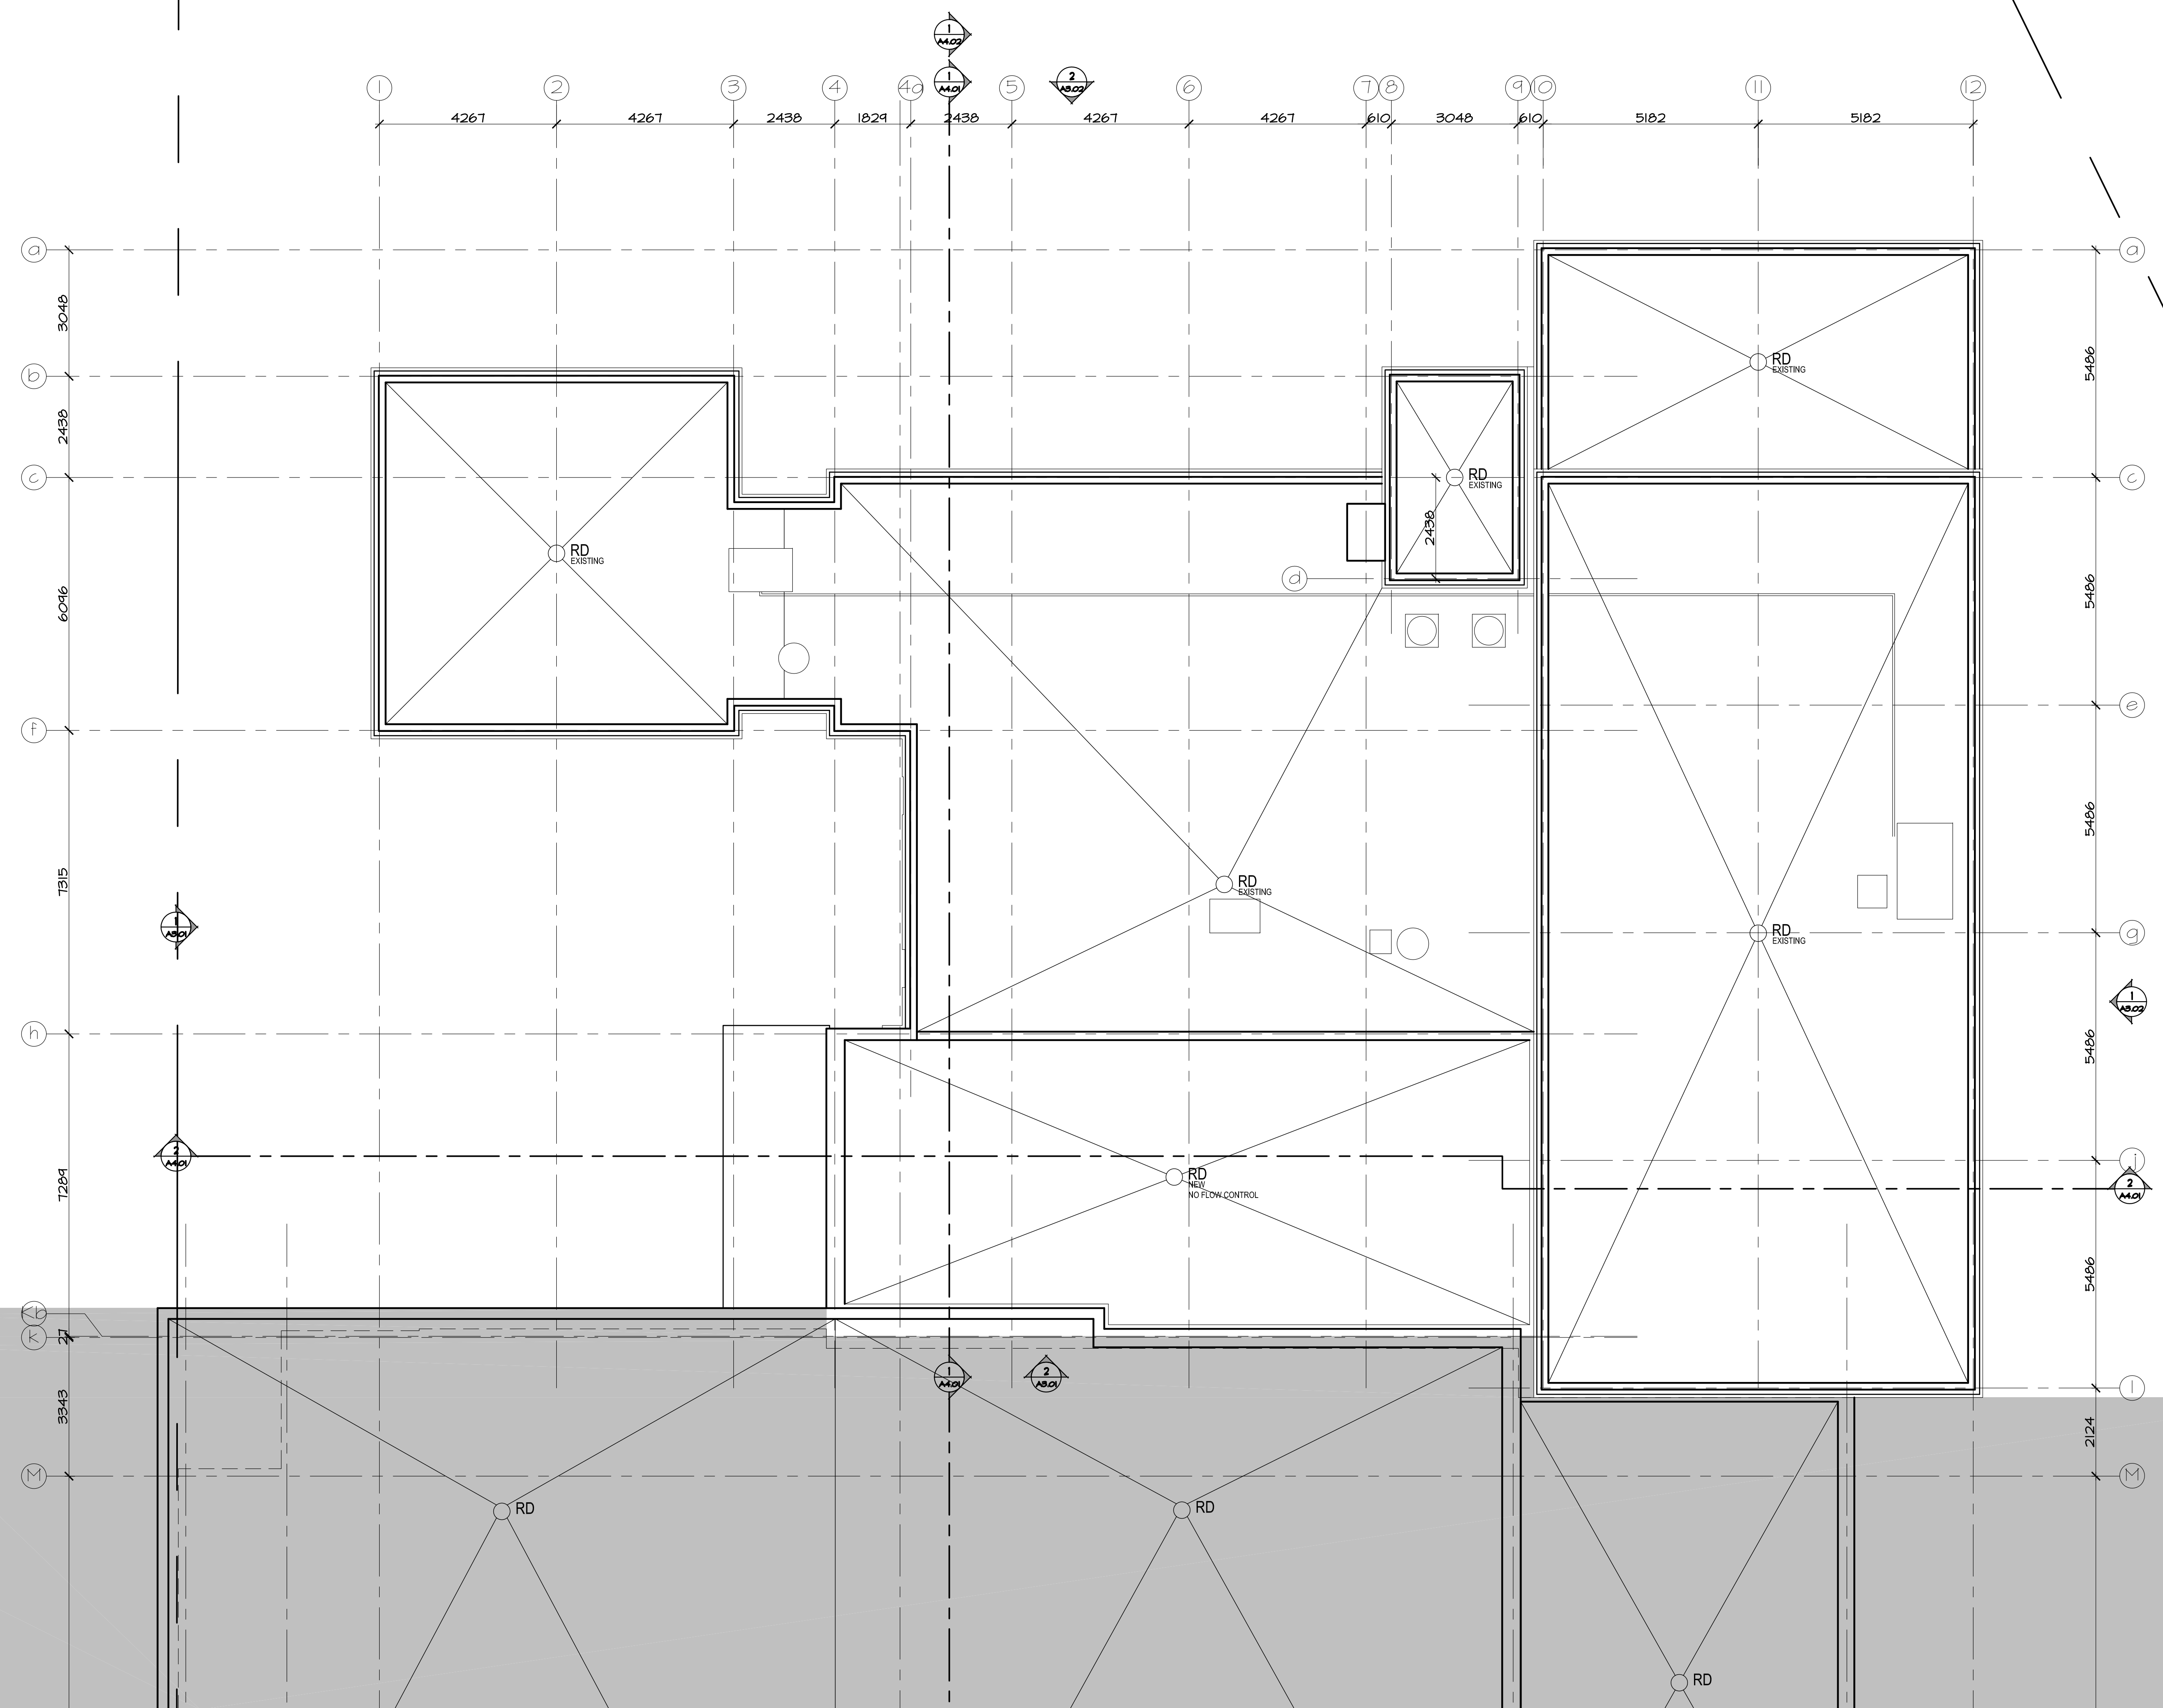 1
A4.02
1
A4.01
2
A3.02
1 2 3 4 4a 5 6 7 8 9 10 11 12
4267 4267 2438 1829 2438 4267 4267 610 3048 610 5182 5182
a a
3048
5486
RD
EXISTING
b
2438
c c
RD
EXISTING
2438
RD
EXISTING
d
6096
5486
e
f
5486
7315
RD
EXISTING
1
A3.01
RD
EXISTING
g
1
A3.02
h
5486
2
A4.01
j
RD
NEW
NO FLOW CONTROL
2
A4.01
7289
5486
Kb
K
27
1
A4.01
2
A3.01
l
3343
2124
M M
RD
RD
RD